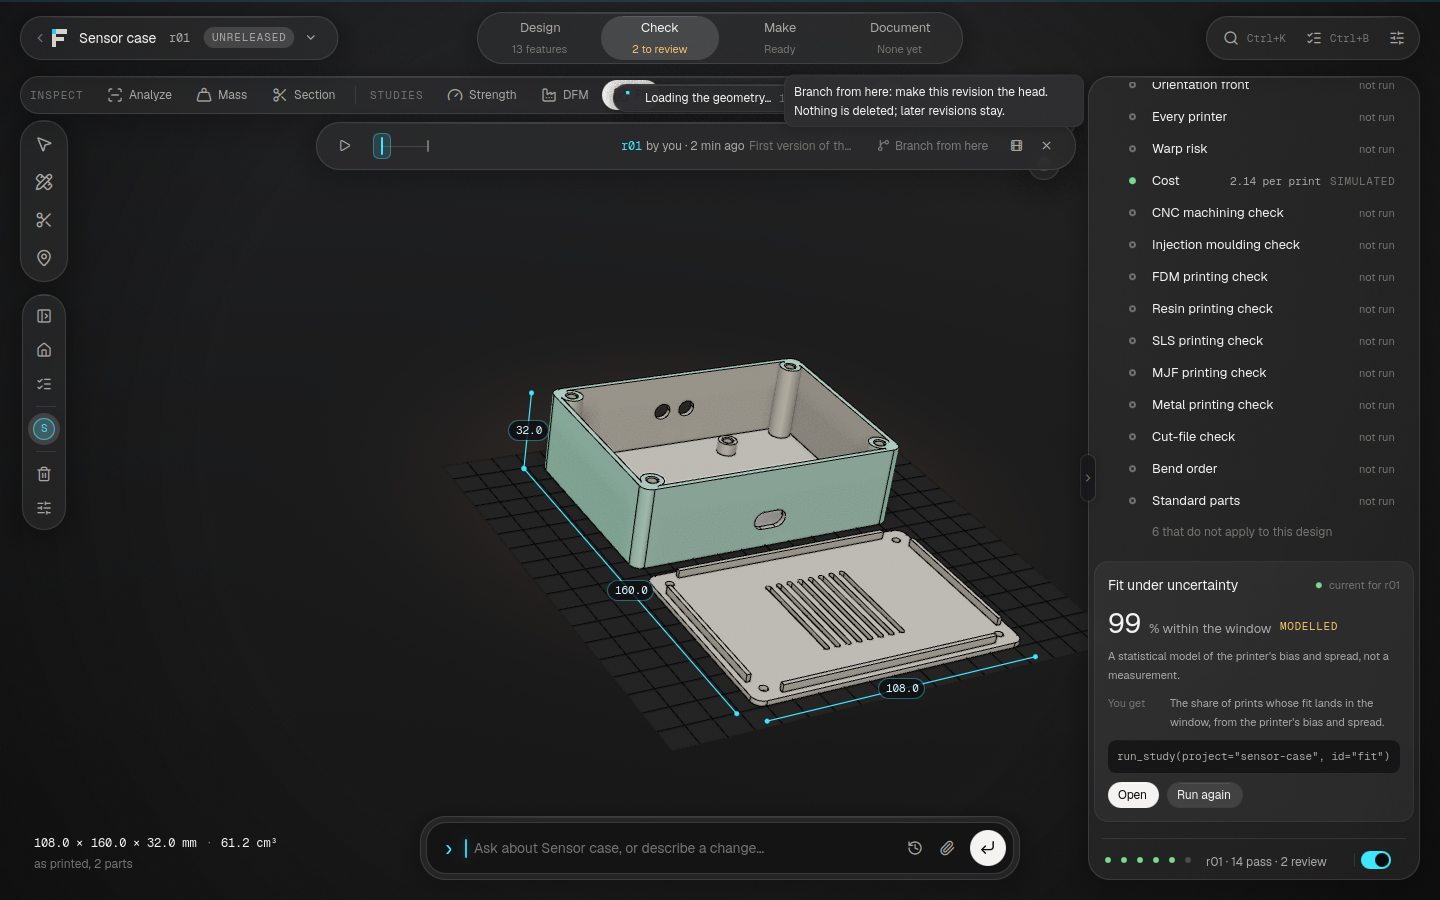 Sensor case r01 UNRELEASED
Design
13 features
Check
2 to review
Make
Ready
Document
None yet
Ctrl+K
Ctrl+B
INSPECT Analyze Mass Section STUDIES Strength DFM
Loading the geometry…
Branch from here: make this revision the head.
Nothing is deleted; later revisions stay.
r01 by you · 2 min ago First version of th…
Branch from here
Orientation front not run
Every printer not run
Warp risk not run
Cost 2.14 per print SIMULATED
CNC machining check not run
Injection moulding check not run
FDM printing check not run
Resin printing check not run
SLS printing check not run
MJF printing check not run
Metal printing check not run
Cut-file check not run
Bend order not run
Standard parts not run
6 that do not apply to this design
S
32.0
160.0
108.0
Fit under uncertainty current for r01
99 % within the window MODELLED
A statistical model of the printer's bias and spread, not a
measurement.
You get The share of prints whose fit lands in the
window, from the printer's bias and spread.
run_study(project="sensor-case", id="fit")
Open Run again
r01 · 14 pass · 2 review
108.0 × 160.0 × 32.0 mm · 61.2 cm³
as printed, 2 parts
Ask about Sensor case, or describe a change…